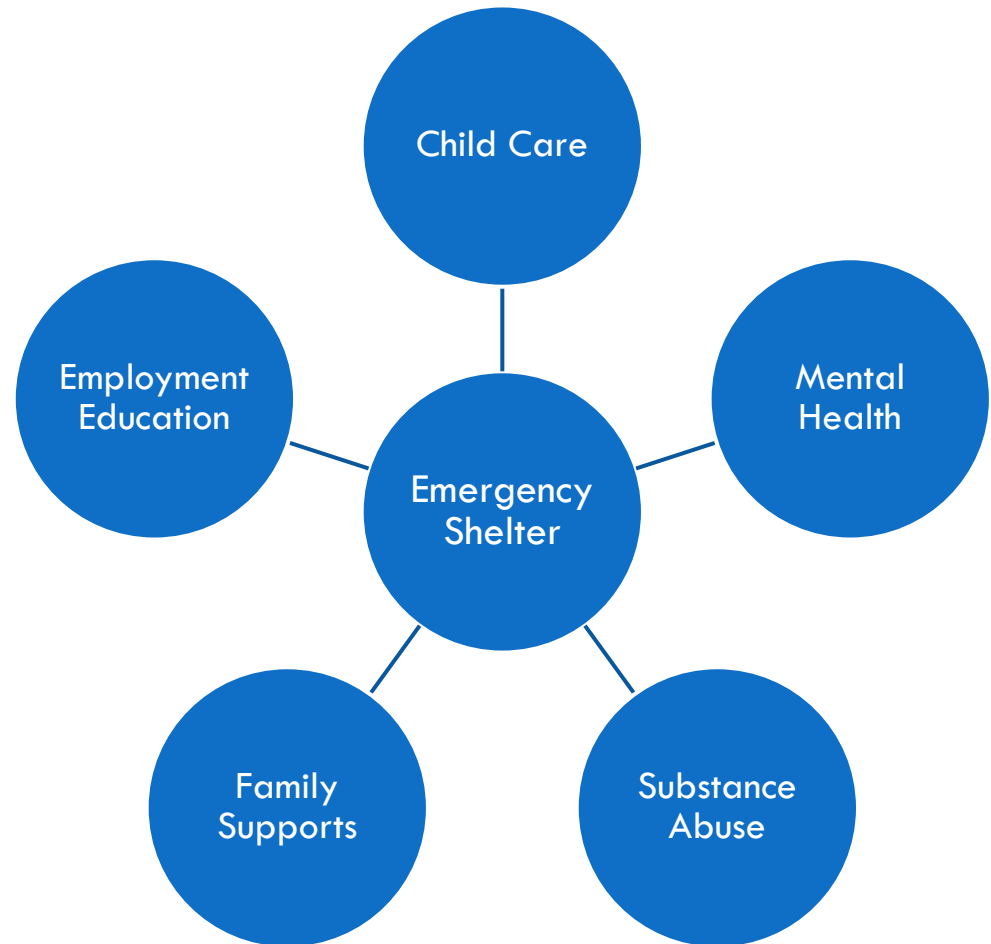 Child Care
Employment
Education
Mental
Health
Emergency
Shelter
Family
Supports
Substance
Abuse